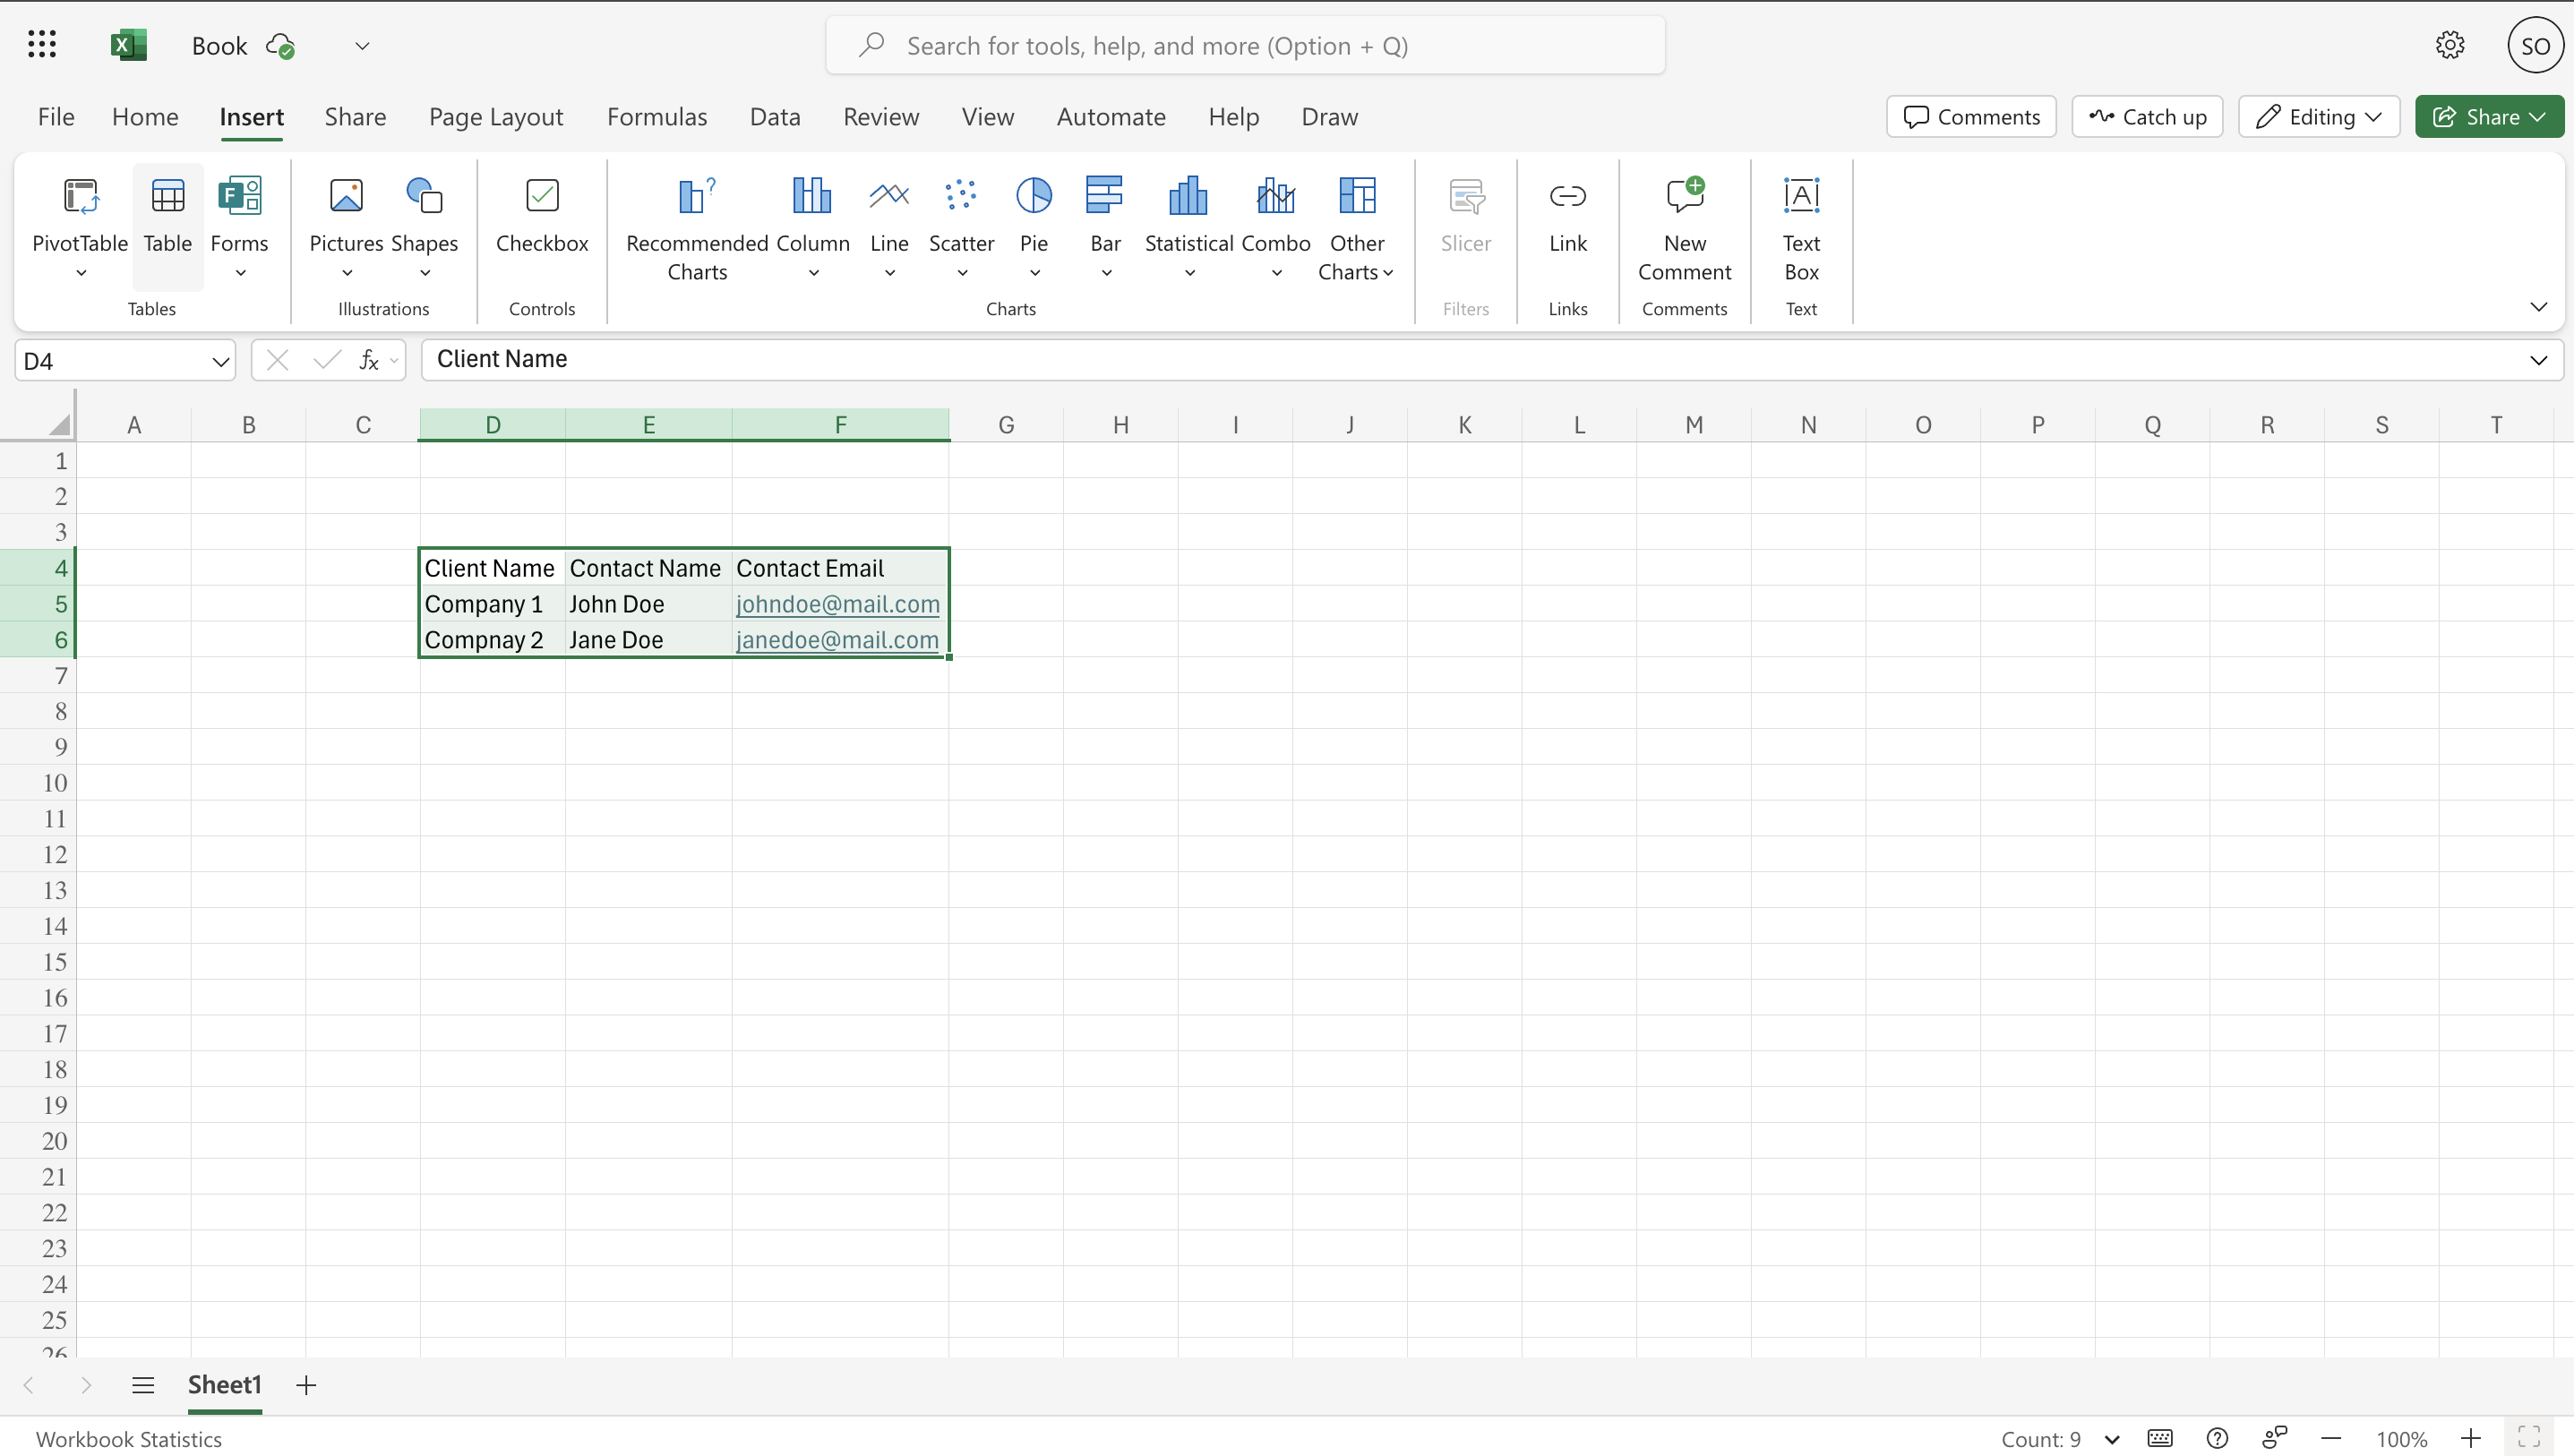 Book
Search for tools, help, and more (Option + Q)
SO
File Home Insert Share Page Layout Formulas Data Review View Automate Help Draw
Comments Catch up Editing Share
PivotTable Table Forms
Tables
Pictures Shapes
Illustrations
Checkbox
Controls
Recommended Charts Column Line Scatter Pie Bar Statistical Combo Other Charts
Charts
Slicer
Filters
Link
Links
New Comment
Comments
Text Box
Text
D4
fx
Client Name
A B C D E F G H I J K L M N O P Q R S T
1
2
3
4 Client Name Contact Name Contact Email
5 Company 1 John Doe johndoe@mail.com
6 Compnay 2 Jane Doe janedoe@mail.com
7
8
9
10
11
12
13
14
15
16
17
18
19
20
21
22
23
24
25
26
Sheet1
Workbook Statistics Count: 9 100%